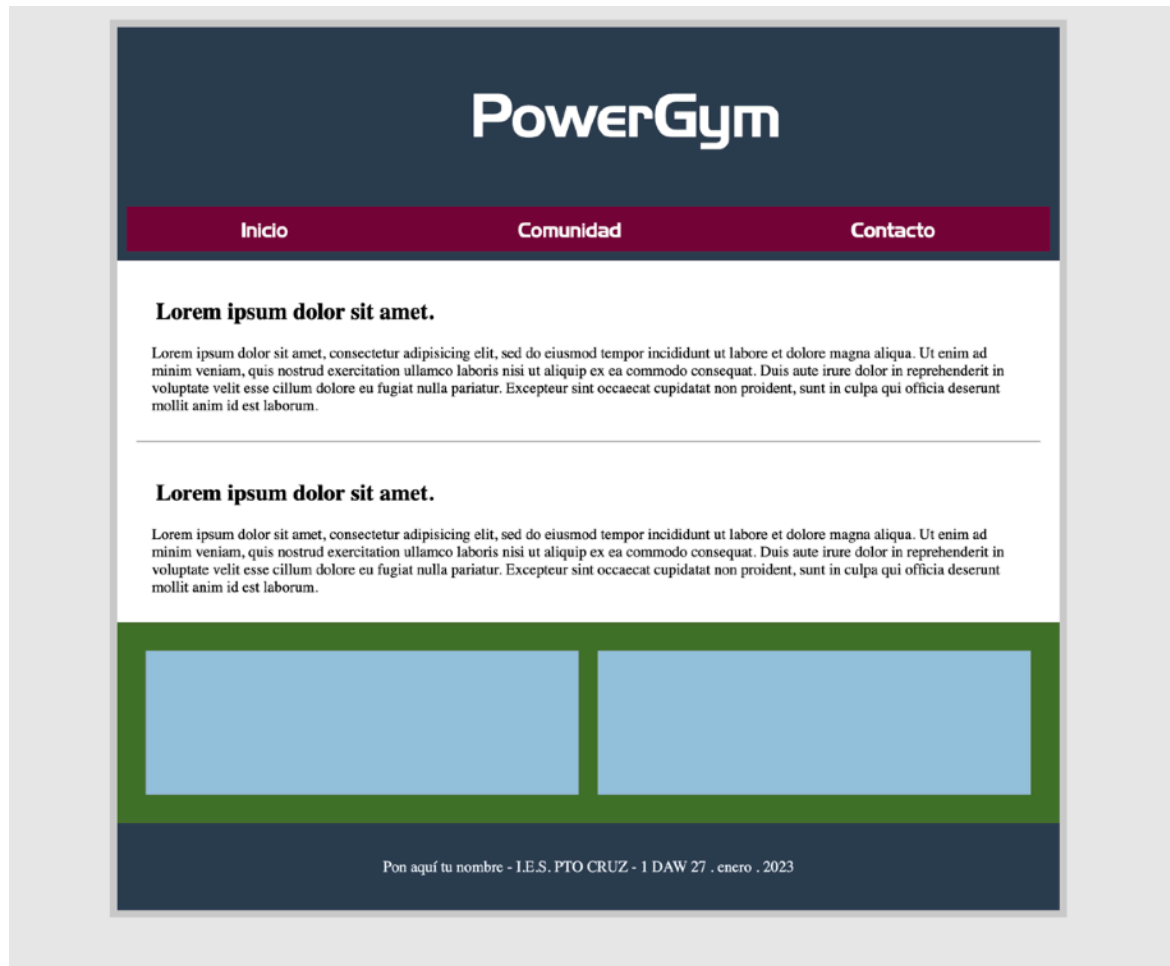 PowerGym
Inicio Comunidad Contacto
Lorem ipsum dolor sit amet.
Lorem ipsum dolor sit amet, consectetur adipisicing elit, sed do eiusmod tempor incididunt ut labore et dolore magna aliqua. Ut enim ad
minim veniam, quis nostrud exercitation ullamco laboris nisi ut aliquip ex ea commodo consequat. Duis aute irure dolor in reprehenderit in
voluptate velit esse cillum dolore eu fugiat nulla pariatur. Excepteur sint occaecat cupidatat non proident, sunt in culpa qui officia deserunt
mollit anim id est laborum.
Lorem ipsum dolor sit amet.
Lorem ipsum dolor sit amet, consectetur adipisicing elit, sed do eiusmod tempor incididunt ut labore et dolore magna aliqua. Ut enim ad
minim veniam, quis nostrud exercitation ullamco laboris nisi ut aliquip ex ea commodo consequat. Duis aute irure dolor in reprehenderit in
voluptate velit esse cillum dolore eu fugiat nulla pariatur. Excepteur sint occaecat cupidatat non proident, sunt in culpa qui officia deserunt
mollit anim id est laborum.
Pon aquí tu nombre - I.E.S. PTO CRUZ - 1 DAW 27 . enero . 2023